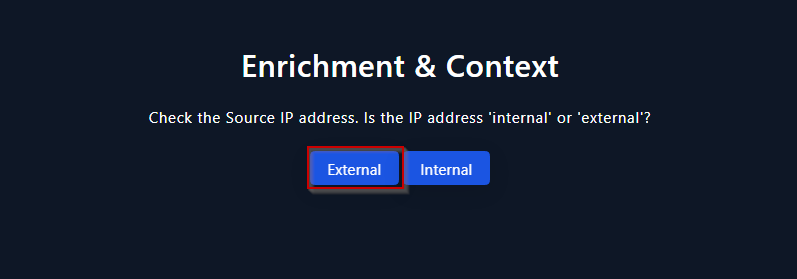 Enrichment & Context
Check the Source IP address. Is the IP address 'internal' or 'external'?
External Internal